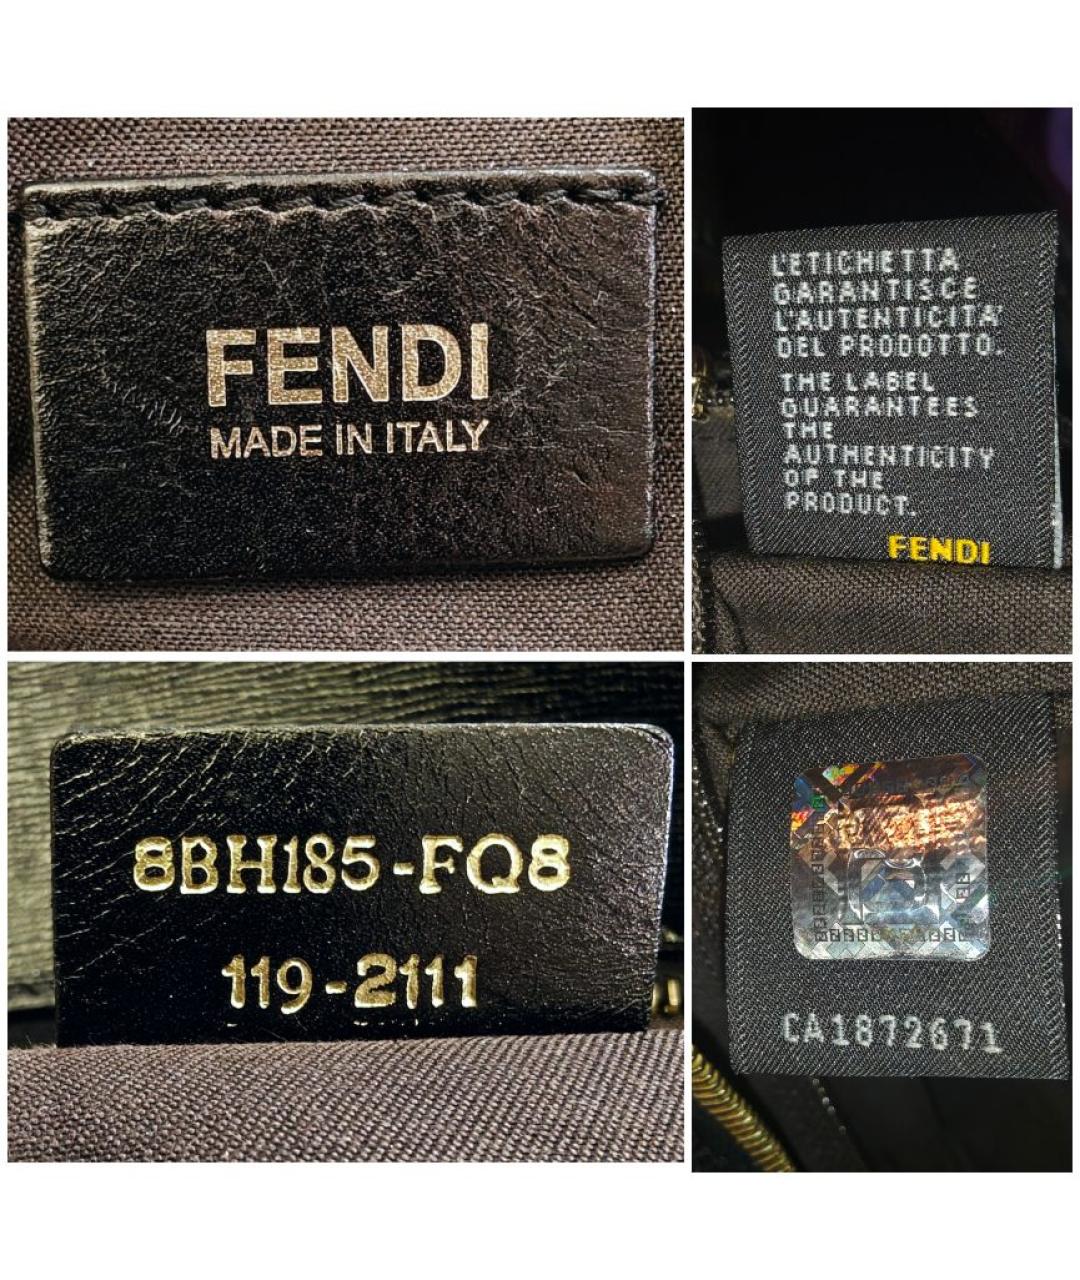 FENDI
MADE IN ITALY
L'ETICHETTA
GARANTISCE
L'AUTENTICITA'
DEL PRODOTTO.
THE LABEL
GUARANTEES
THE
AUTHENTICITY
OF THE
PRODUCT.
FENDI
8BH185-FQ8
119-2111
CA1872671